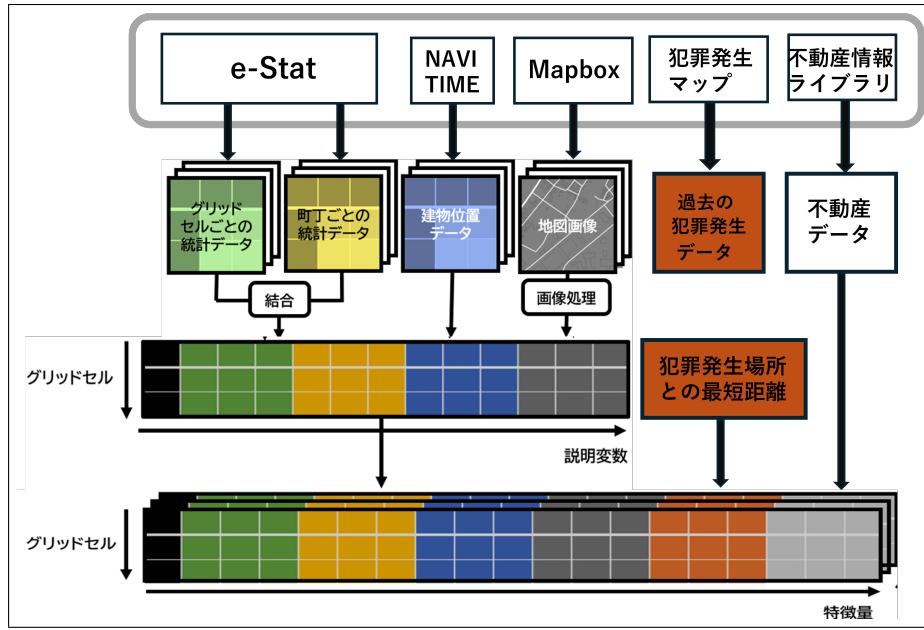 e-Stat
NAVI
TIME
Mapbox
犯罪発生
マップ
不動産情報
ライブラリ
グリッド
セルごとの
統計データ
町丁ごとの
統計データ
建物位置
データ
地図画像
過去の
犯罪発生
データ
不動産
データ
結合
画像処理
グリッドセル
犯罪発生場所
との最短距離
説明変数
グリッドセル
特徴量